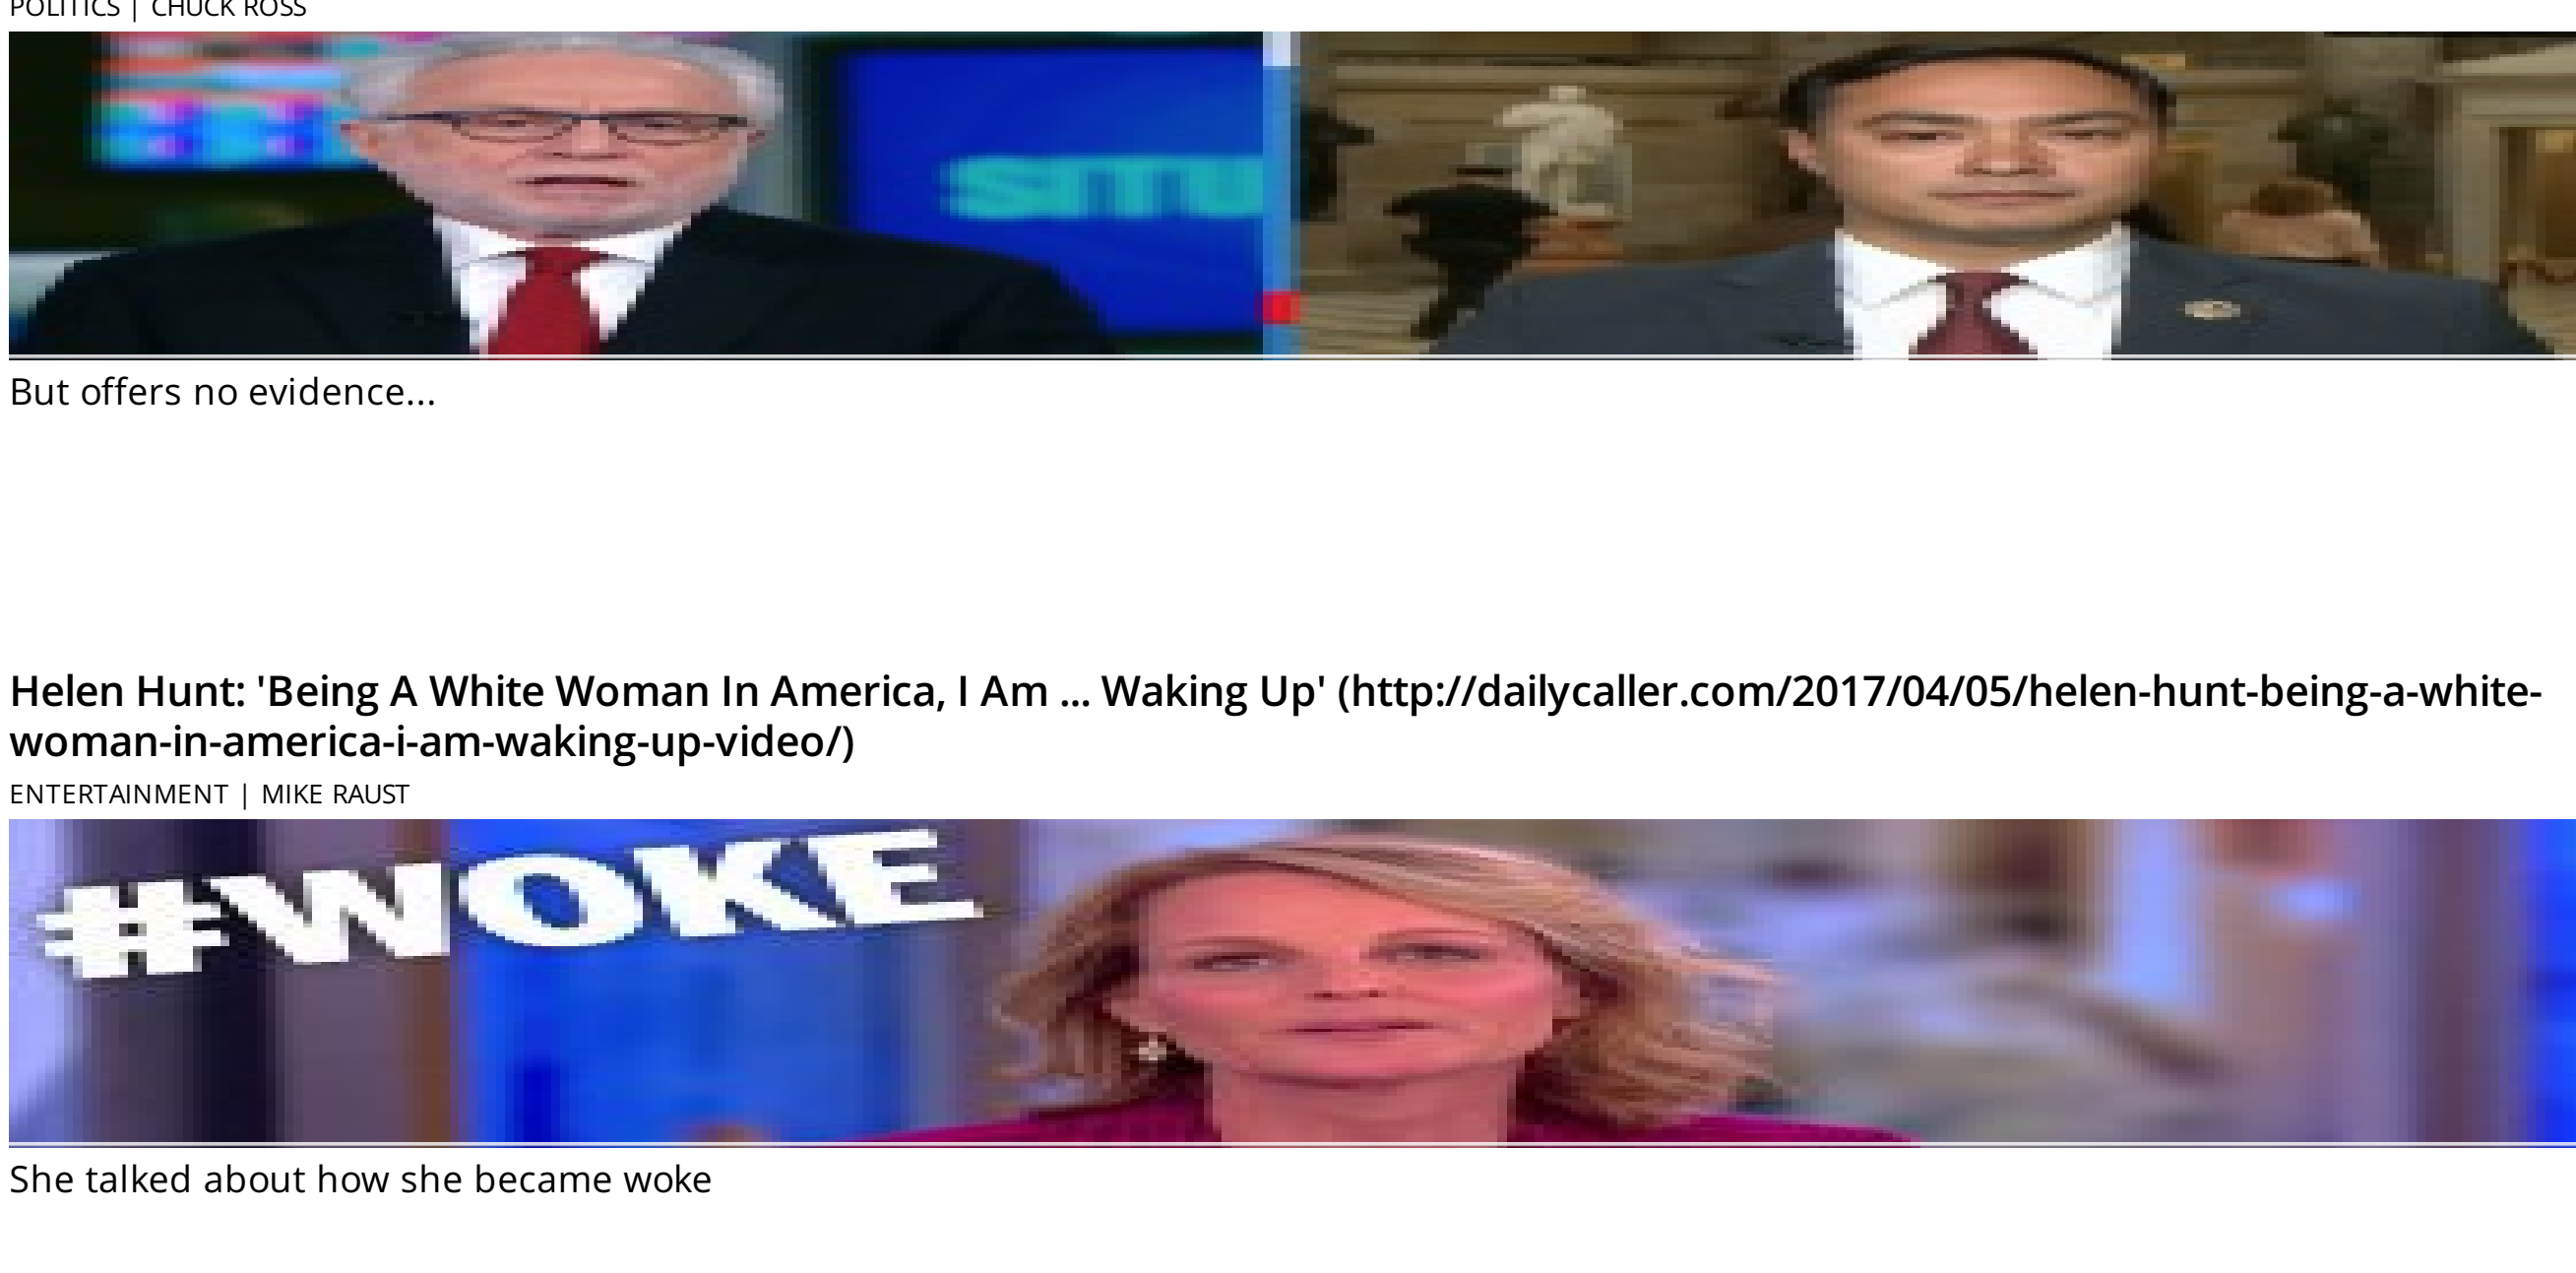 POLITICS | CHUCK ROSS
SITU
But offers no evidence...
Helen Hunt: 'Being A White Woman In America, I Am ... Waking Up' (http://dailycaller.com/2017/04/05/helen-hunt-being-a-white-
woman-in-america-i-am-waking-up-video/)
ENTERTAINMENT | MIKE RAUST
#WOKE
She talked about how she became woke